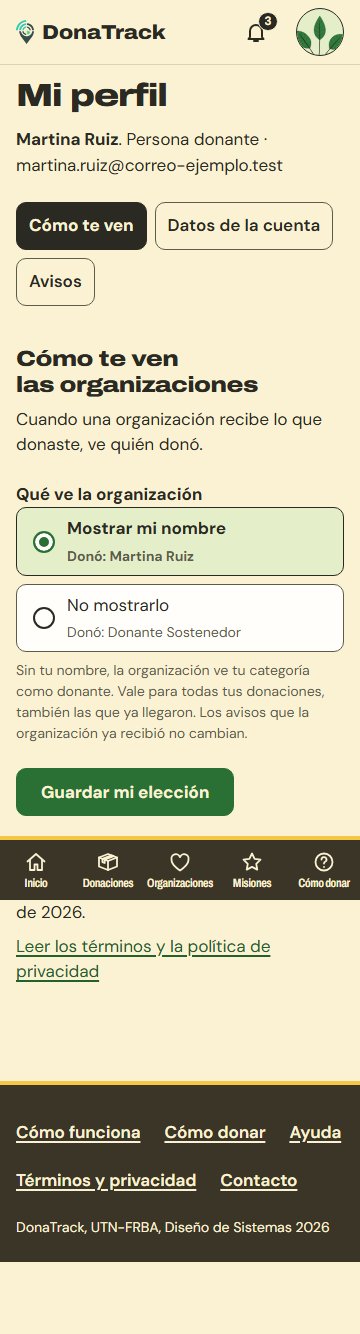 DonaTrack
3
Mi perfil
Martina Ruiz. Persona donante ·
martina.ruiz@correo-ejemplo.test
Cómo te ven
Datos de la cuenta
Avisos
Cómo te ven
las organizaciones
Cuando una organización recibe lo que
donaste, ve quién donó.
Qué ve la organización
Mostrar mi nombre
Donó: Martina Ruiz
No mostrarlo
Donó: Donante Sostenedor
Sin tu nombre, la organización ve tu categoría
como donante. Vale para todas tus donaciones,
también las que ya llegaron. Los avisos que la
organización ya recibió no cambian.
Guardar mi elección
Inicio
Donaciones
Organizaciones
Misiones
Cómo donar
de 2026.
Leer los términos y la política de
privacidad
Cómo funciona
Cómo donar
Ayuda
Términos y privacidad
Contacto
DonaTrack, UTN-FRBA, Diseño de Sistemas 2026